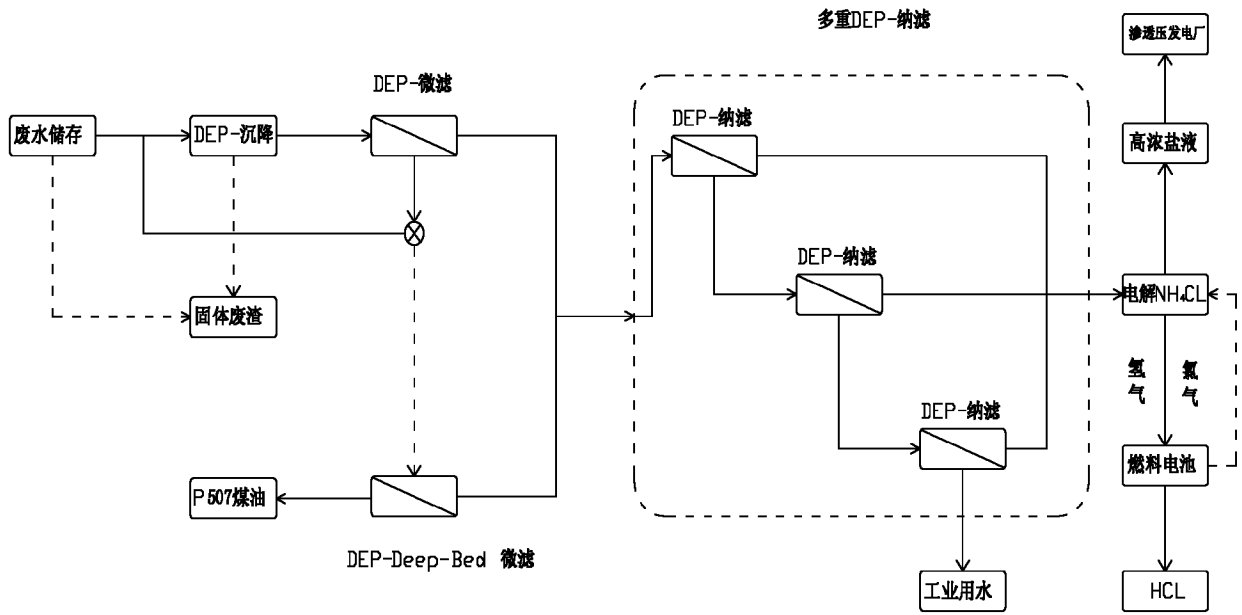 多重DEP-纳滤
渗透压发电厂
DEP-微滤
DEP-纳滤
废水储存
DEP-沉降
高浓盐液
DEP-纳滤
电解NH₄CL
固体废渣
氢气
氯气
DEP-纳滤
燃料电池
P507煤油
DEP-Deep-Bed 微滤
工业用水
HCL